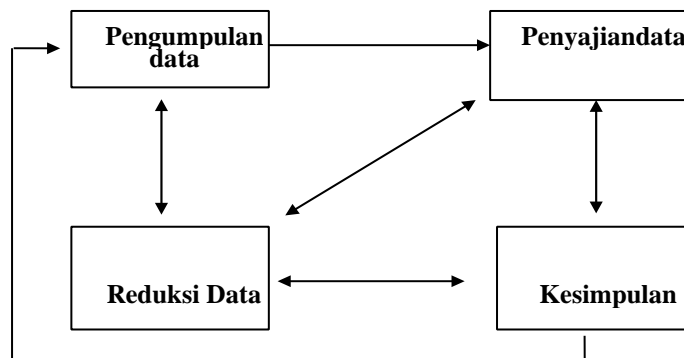 Pengumpulan
data
Penyajiandata
Reduksi Data
Kesimpulan